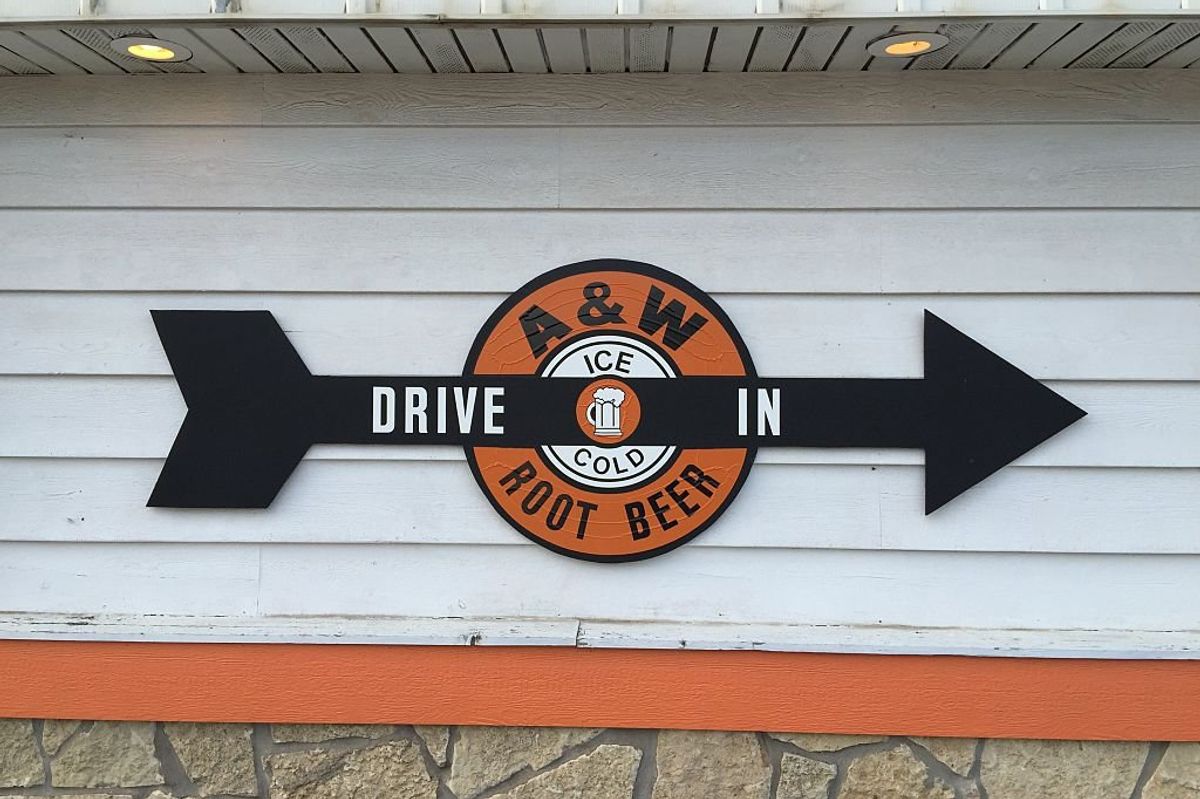 A & W
ICE
DRIVE IN
COLD
ROOT BEER